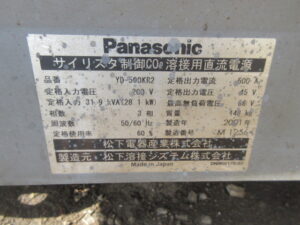 Panasonic
サイリスタ制御CO₂溶接用直流電源
品番 YD-500KR2 定格出力電流 500 A
定格入力電圧 200 V 定格出力電圧 45 V
定格入力 31.9 kVA(28.1 kW) 最高無負荷電圧 66 V
相数 3 相 質量 kg
周波数 50/60 Hz 製造年 2001 年
定格使用率 60 % 製造番号
松下電器産業株式会社
製造元:松下溶接システム株式会社
Made in Japan